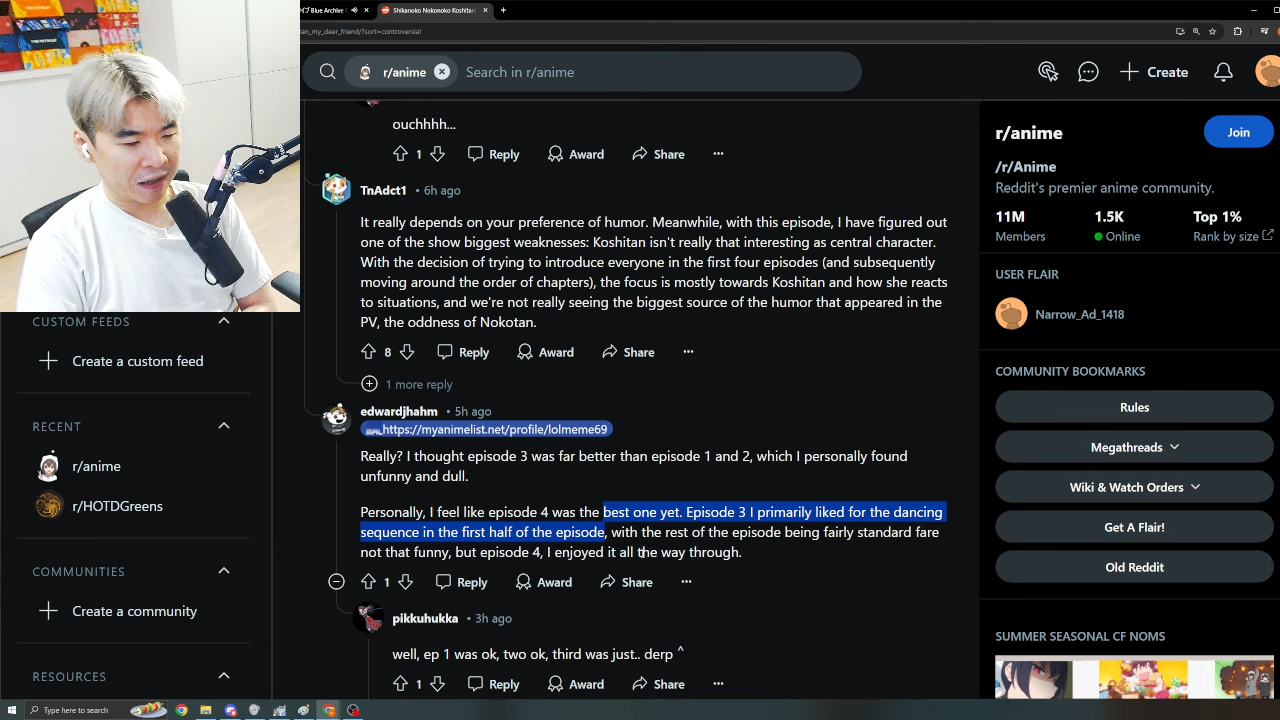 Blue Archive
Shikanoko Nokonoko Koshitan
an_my_deer_friend/?sort=controversial
r/anime
Search in r/anime
Create
ouchhhh...
1
Reply
Award
Share
TnAdct1 • 6h ago
It really depends on your preference of humor. Meanwhile, with this episode, I have figured out
one of the show biggest weaknesses: Koshitan isn't really that interesting as central character.
With the decision of trying to introduce everyone in the first four episodes (and subsequently
moving around the order of chapters), the focus is mostly towards Koshitan and how she reacts
to situations, and we're not really seeing the biggest source of the humor that appeared in the
PV, the oddness of Nokotan.
8
Reply
Award
Share
1 more reply
edwardjhahm • 5h ago
https://myanimelist.net/profile/lolmeme69
Really? I thought episode 3 was far better than episode 1 and 2, which I personally found
unfunny and dull.
Personally, I feel like episode 4 was the best one yet. Episode 3 I primarily liked for the dancing
sequence in the first half of the episode, with the rest of the episode being fairly standard fare
not that funny, but episode 4, I enjoyed it all the way through.
1
Reply
Award
Share
pikkuhukka • 3h ago
well, ep 1 was ok, two ok, third was just.. derp ^
1
Reply
Award
Share
CUSTOM FEEDS
Create a custom feed
RECENT
r/anime
r/HOTDGreens
COMMUNITIES
Create a community
RESOURCES
r/anime
Join
/r/Anime
Reddit's premier anime community.
11M
1.5K
Top 1%
Members
Online
Rank by size
USER FLAIR
Narrow_Ad_1418
COMMUNITY BOOKMARKS
Rules
Megathreads
Wiki & Watch Orders
Get A Flair!
Old Reddit
SUMMER SEASONAL CF NOMS
Type here to search